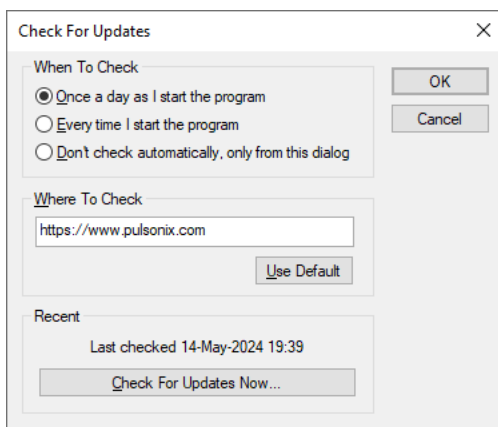 Check For Updates
When To Check
Once a day as I start the program
Every time I start the program
Don't check automatically, only from this dialog
OK
Cancel
Where To Check
https://www.pulsonix.com
Use Default
Recent
Last checked 14-May-2024 19:39
Check For Updates Now...